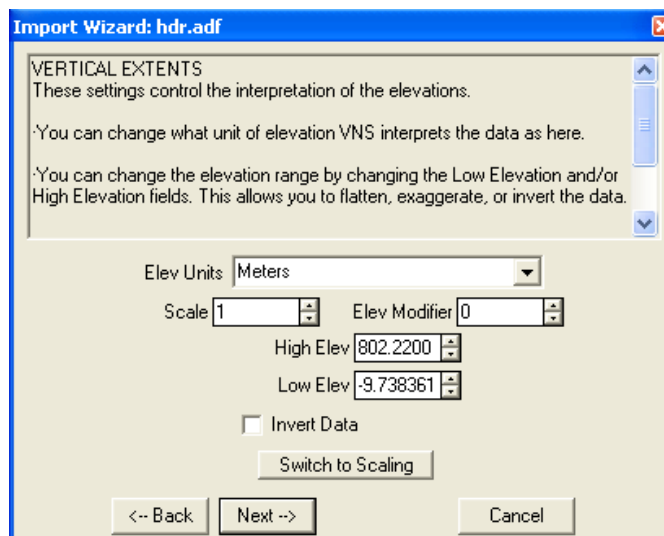 Import Wizard: hdr.adf
VERTICAL EXTENTS
These settings control the interpretation of the elevations.
·You can change what unit of elevation VNS interprets the data as here.
·You can change the elevation range by changing the Low Elevation and/or
High Elevation fields. This allows you to flatten, exaggerate, or invert the data.
Elev Units Meters
Scale 1 Elev Modifier 0
High Elev 802.2200
Low Elev -9.738361
Invert Data
Switch to Scaling
<-- Back Next --> Cancel